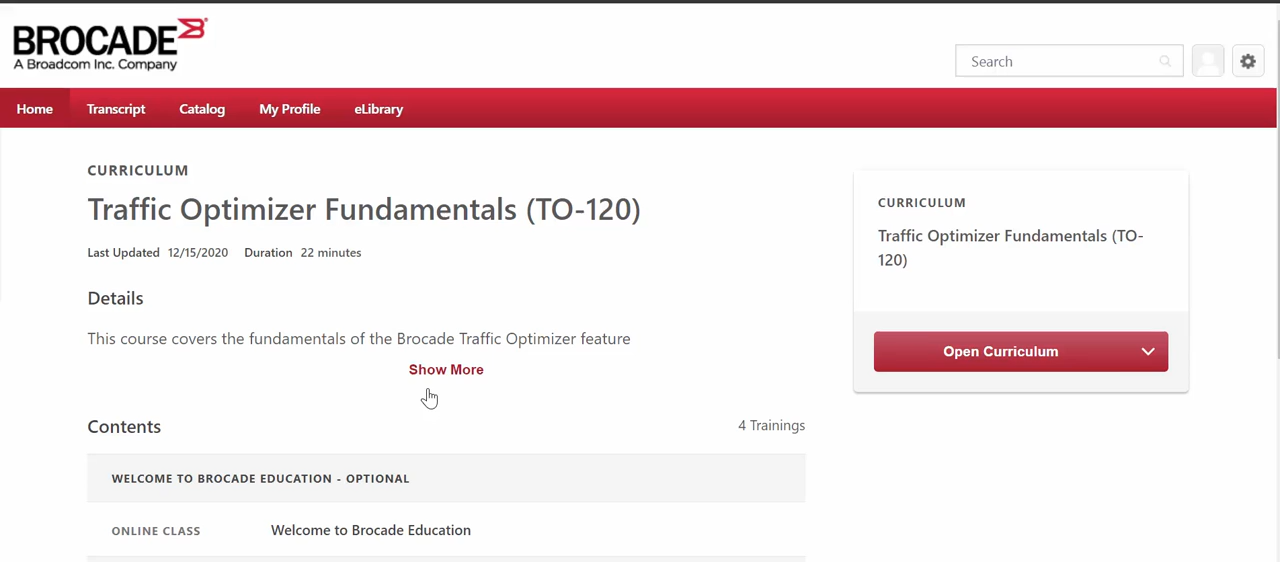 BROCADE
A Broadcom Inc. Company
Search
Home Transcript Catalog My Profile eLibrary
CURRICULUM
Traffic Optimizer Fundamentals (TO-120)
Last Updated 12/15/2020 Duration 22 minutes
Details
This course covers the fundamentals of the Brocade Traffic Optimizer feature
Show More
Contents 4 Trainings
WELCOME TO BROCADE EDUCATION - OPTIONAL
ONLINE CLASS Welcome to Brocade Education
CURRICULUM
Traffic Optimizer Fundamentals (TO-
120)
Open Curriculum